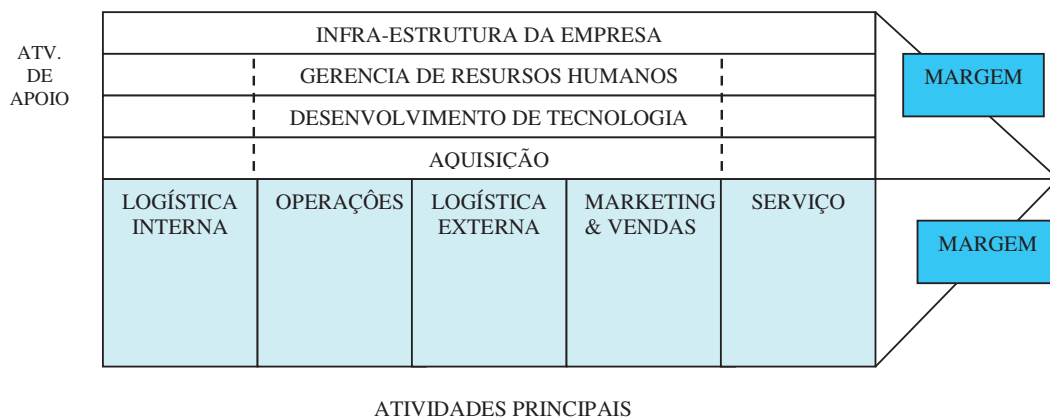 ATV.
DE
APOIO
INFRA-ESTRUTURA DA EMPRESA
GERENCIA DE RESURSOS HUMANOS
DESENVOLVIMENTO DE TECNOLOGIA
AQUISIÇÃO
MARGEM
LOGÍSTICA
INTERNA
OPERAÇÔES
LOGÍSTICA
EXTERNA
MARKETING
& VENDAS
SERVIÇO
MARGEM
ATIVIDADES PRINCIPAIS